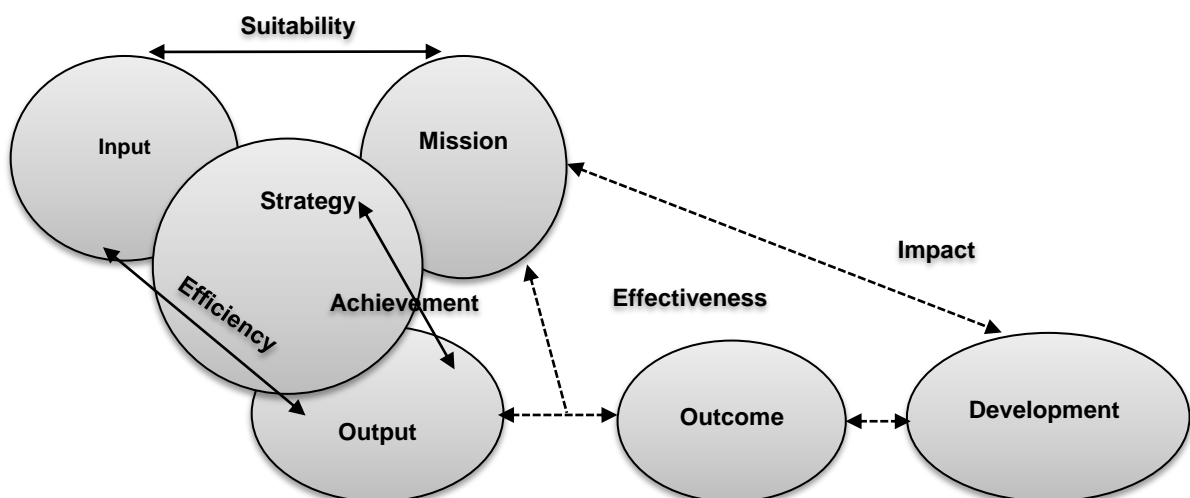 Suitability
Input
Mission
Strategy
Impact
Efficiency
Achievement
Effectiveness
Output
Outcome
Development